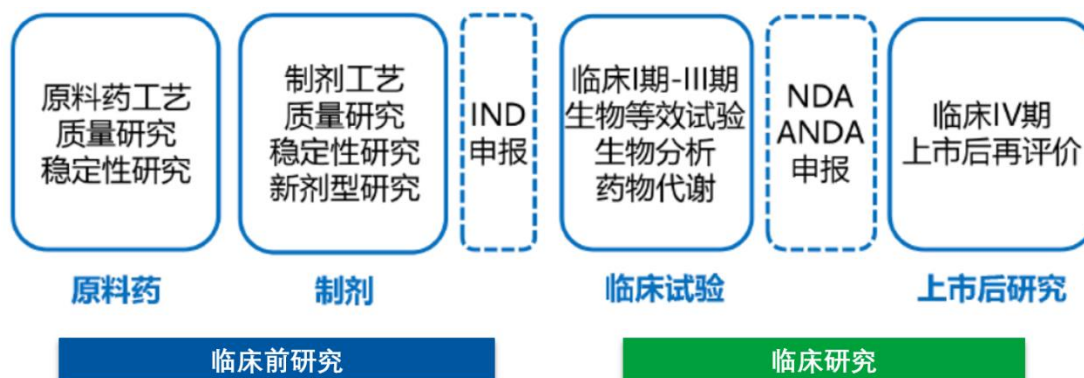 原料药工艺
质量研究
稳定性研究
制剂工艺
质量研究
稳定性研究
新剂型研究
IND
申报
临床I期-III期
生物等效试验
生物分析
药物代谢
NDA
ANDA
申报
临床IV期
上市后再评价
原料药
制剂
临床试验
上市后研究
临床前研究
临床研究